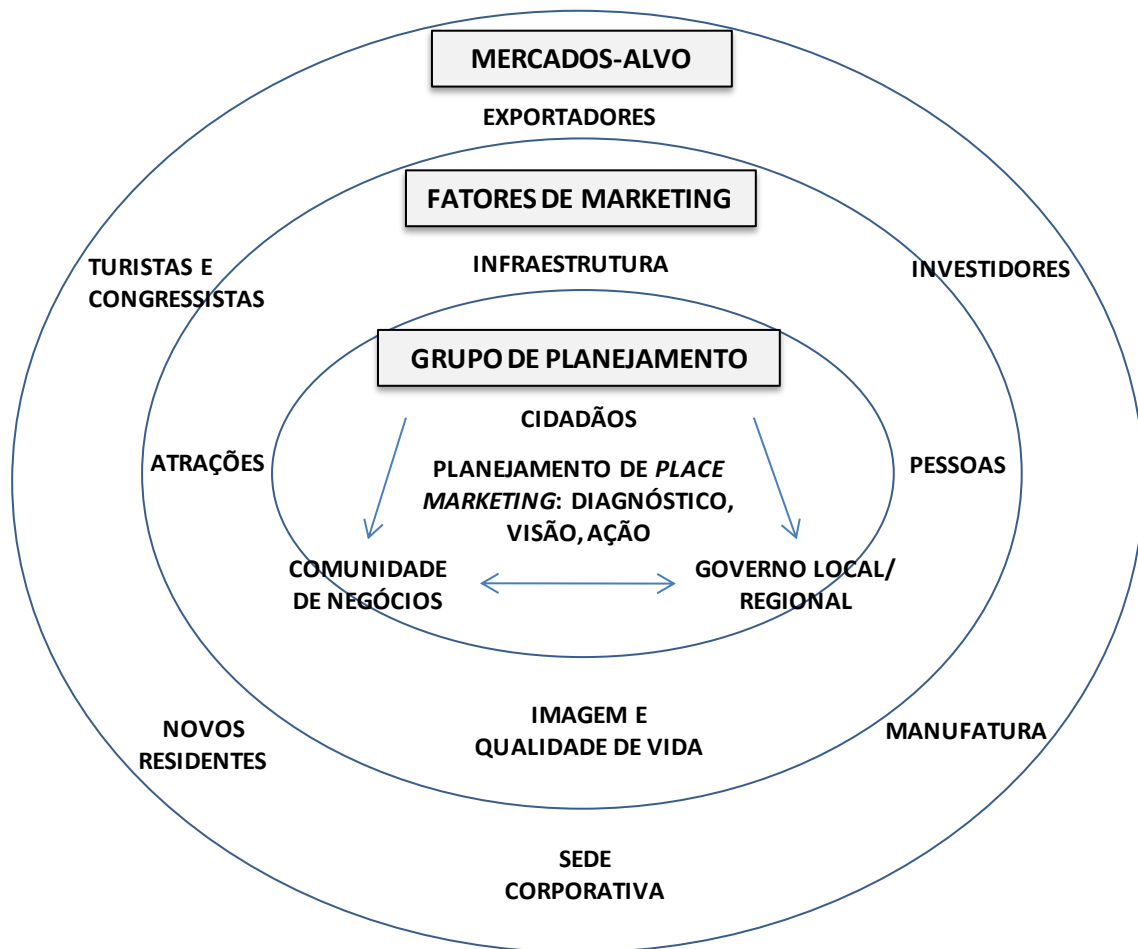 MERCADOS-ALVO
EXPORTADORES
FATORES DE MARKETING
TURISTAS E
CONGRESSISTAS
INFRAESTRUTURA
INVESTIDORES
GRUPO DE PLANEJAMENTO
CIDADÃOS
ATRAÇÕES
PLANEJAMENTO DE PLACE
MARKETING: DIAGNÓSTICO,
VISÃO, AÇÃO
PESSOAS
COMUNIDADE
DE NEGÓCIOS
GOVERNO LOCAL/
REGIONAL
NOVOS
RESIDENTES
IMAGEM E
QUALIDADE DE VIDA
MANUFATURA
SEDE
CORPORATIVA